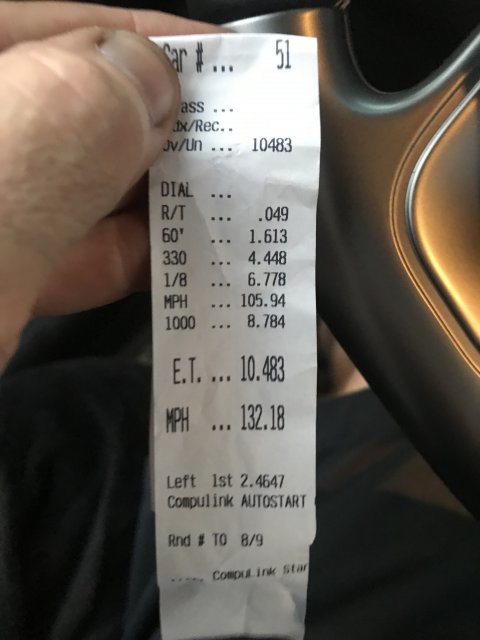 Car # ... 51
ass ...
dx/Rec..
Ov/Un ... 10483
DIAL ...
R/T ... .049
60' ... 1.613
330 ... 4.448
1/8 ... 6.778
MPH ... 105.94
1000 ... 8.784
E.T. ... 10.483
MPH ... 132.18
Left 1st 2.4647
Compulink AUTOSTART
Rnd # TO 8/9
CompuLink Star